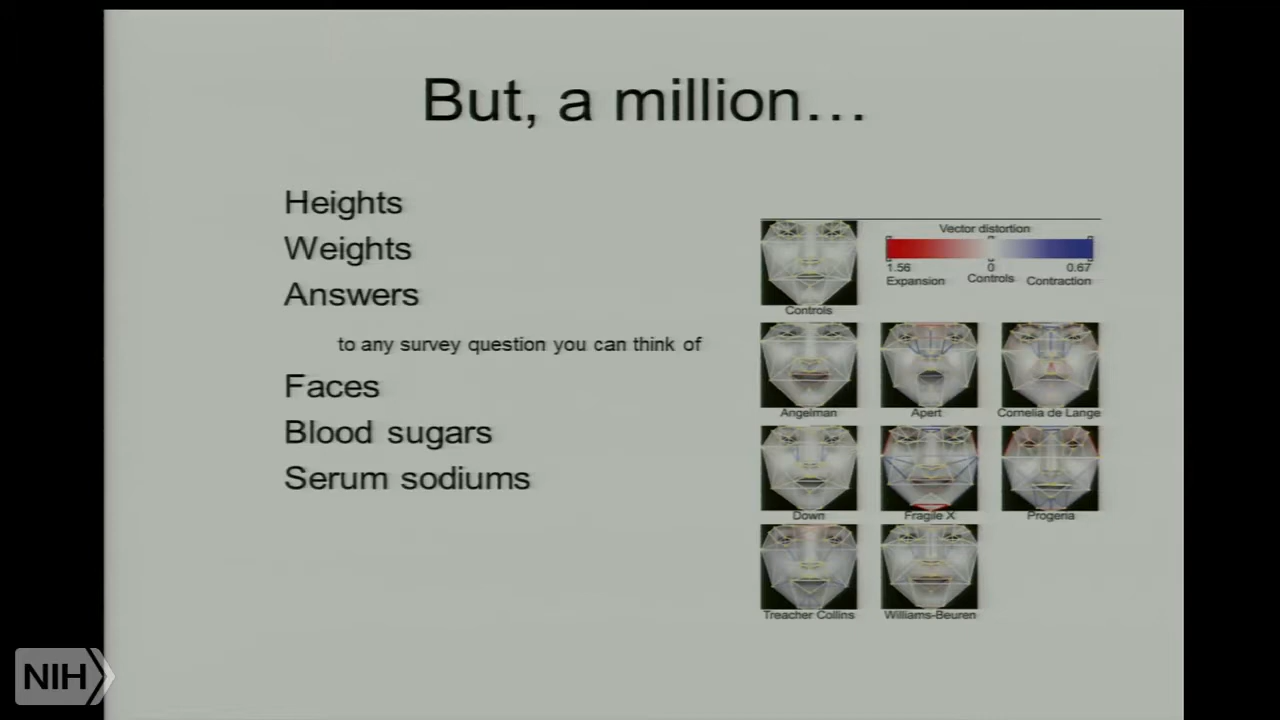 But, a million…
Heights
Weights
Answers
to any survey question you can think of
Faces
Blood sugars
Serum sodiums
Vector distortion
1.56 0 0.67
Expansion Controls Contraction
Controls
Angelman Apert Cornelia de Lange
Down Fragile X Progeria
Treacher Collins Williams-Beuren
NIH